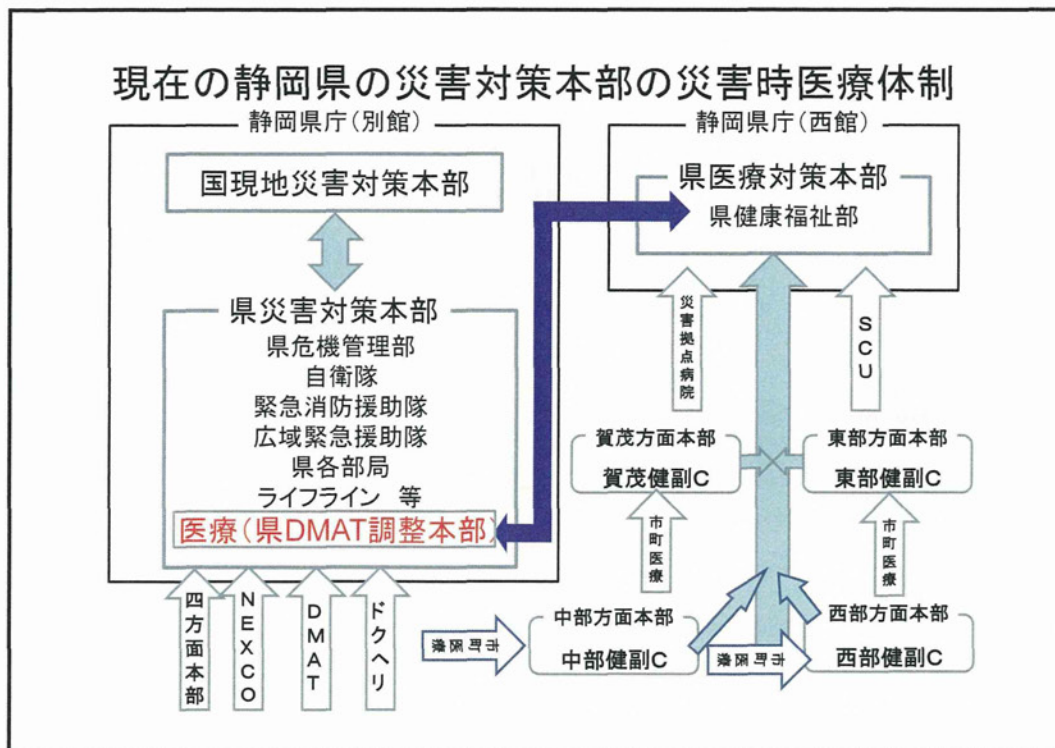 現在の静岡県の災害対策本部の災害時医療体制
静岡県庁(別館)
国現地災害対策本部
県災害対策本部
県危機管理部
自衛隊
緊急消防援助隊
広域緊急援助隊
県各部局
ライフライン 等
医療(県DMAT調整本部)
四方面本部
NEXCO
DMAT
ドクヘリ
静岡県庁(西館)
県医療対策本部
県健康福祉部
災害拠点病院
SCU
賀茂方面本部
賀茂健副C
東部方面本部
東部健副C
市町医療
市町医療
市町医療
中部方面本部
中部健副C
市町医療
西部方面本部
西部健副C